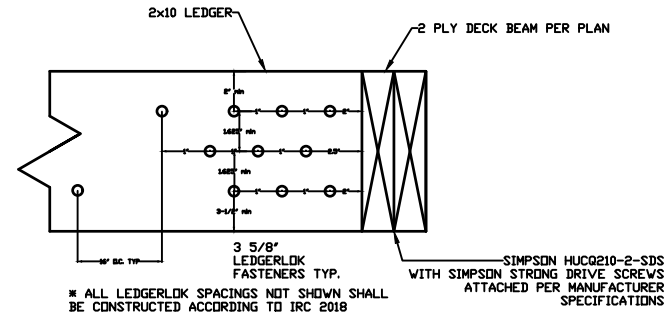 2x10 LEDGER
2 PLY DECK BEAM PER PLAN
2" min
1" 1" 2"
1.625" min
1" 1" 1" 2.5"
1.625" min
1" 1" 2"
3-1/2" min
16" O.C. TYP
3 5/8"
LEDGERLOK
FASTENERS TYP.
SIMPSON HUCQ210-2-SDS
WITH SIMPSON STRONG DRIVE SCREWS
ATTACHED PER MANUFACTURER
SPECIFICATIONS
* ALL LEDGERLOK SPACINGS NOT SHOWN SHALL
BE CONSTRUCTED ACCORDING TO IRC 2018